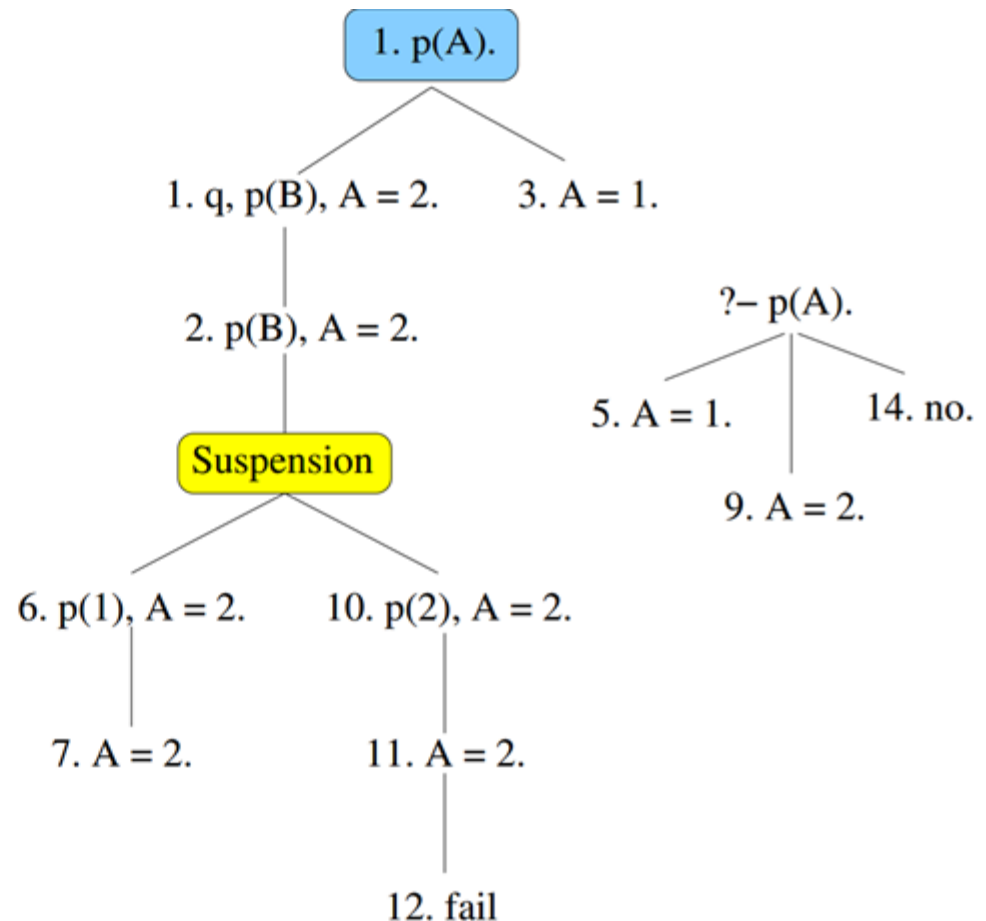 1. p(A).
1. q, p(B), A = 2.
3. A = 1.
2. p(B), A = 2.
?– p(A).
5. A = 1.
14. no.
Suspension
9. A = 2.
6. p(1), A = 2.
10. p(2), A = 2.
7. A = 2.
11. A = 2.
12. fail